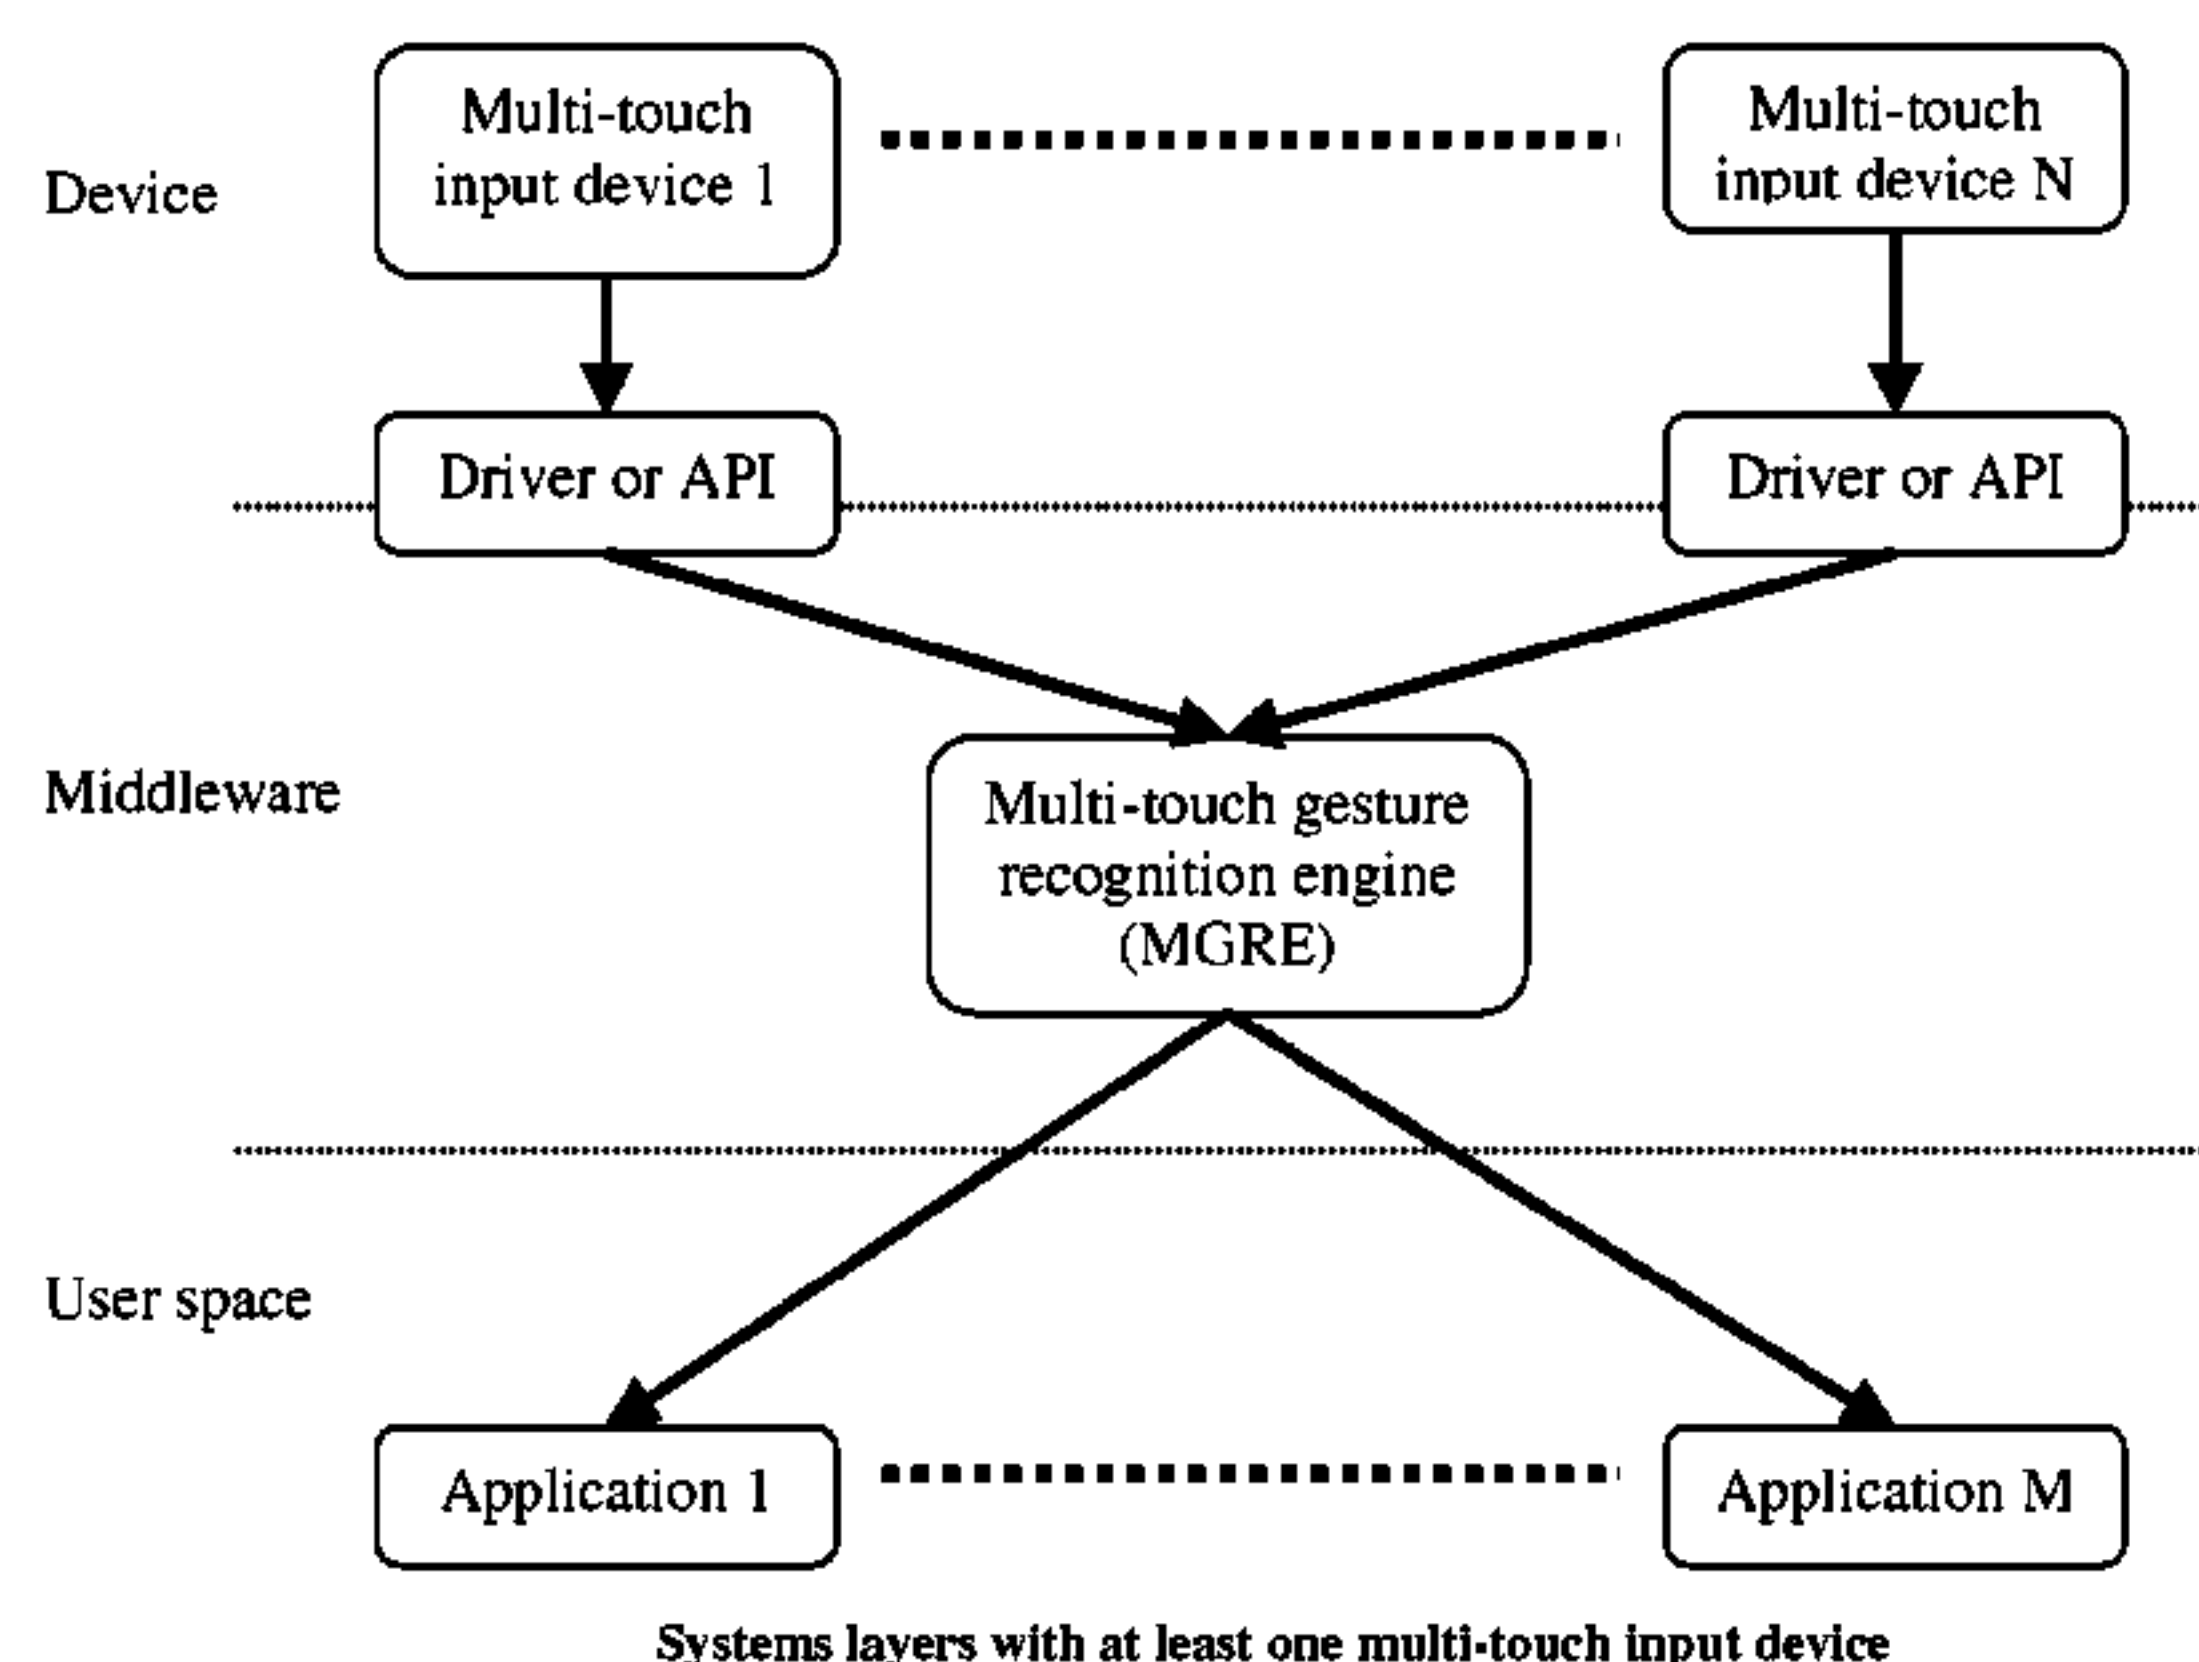 Multi-touch
input device 1
Multi-touch
input device N
Device
Driver or API
Driver or API
Middleware
Multi-touch gesture
recognition engine
(MGRE)
User space
Application 1
Application M
Systems layers with at least one multi-touch input device